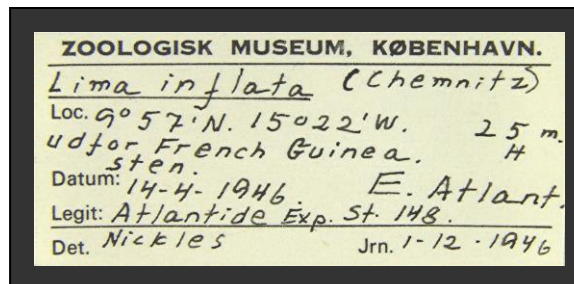 ZOOLOGISK MUSEUM, KØBENHAVN.
Lima inflata (Chemnitz)
Loc. 9°57'N. 15°22'W. 25 m.
udfor French Guinea. H
sten.
Datum: 14-4-1946. E. Atlant.
Legit: Atlantide Exp. St. 148.
Det. Nickles Jrn. 1-12-1946